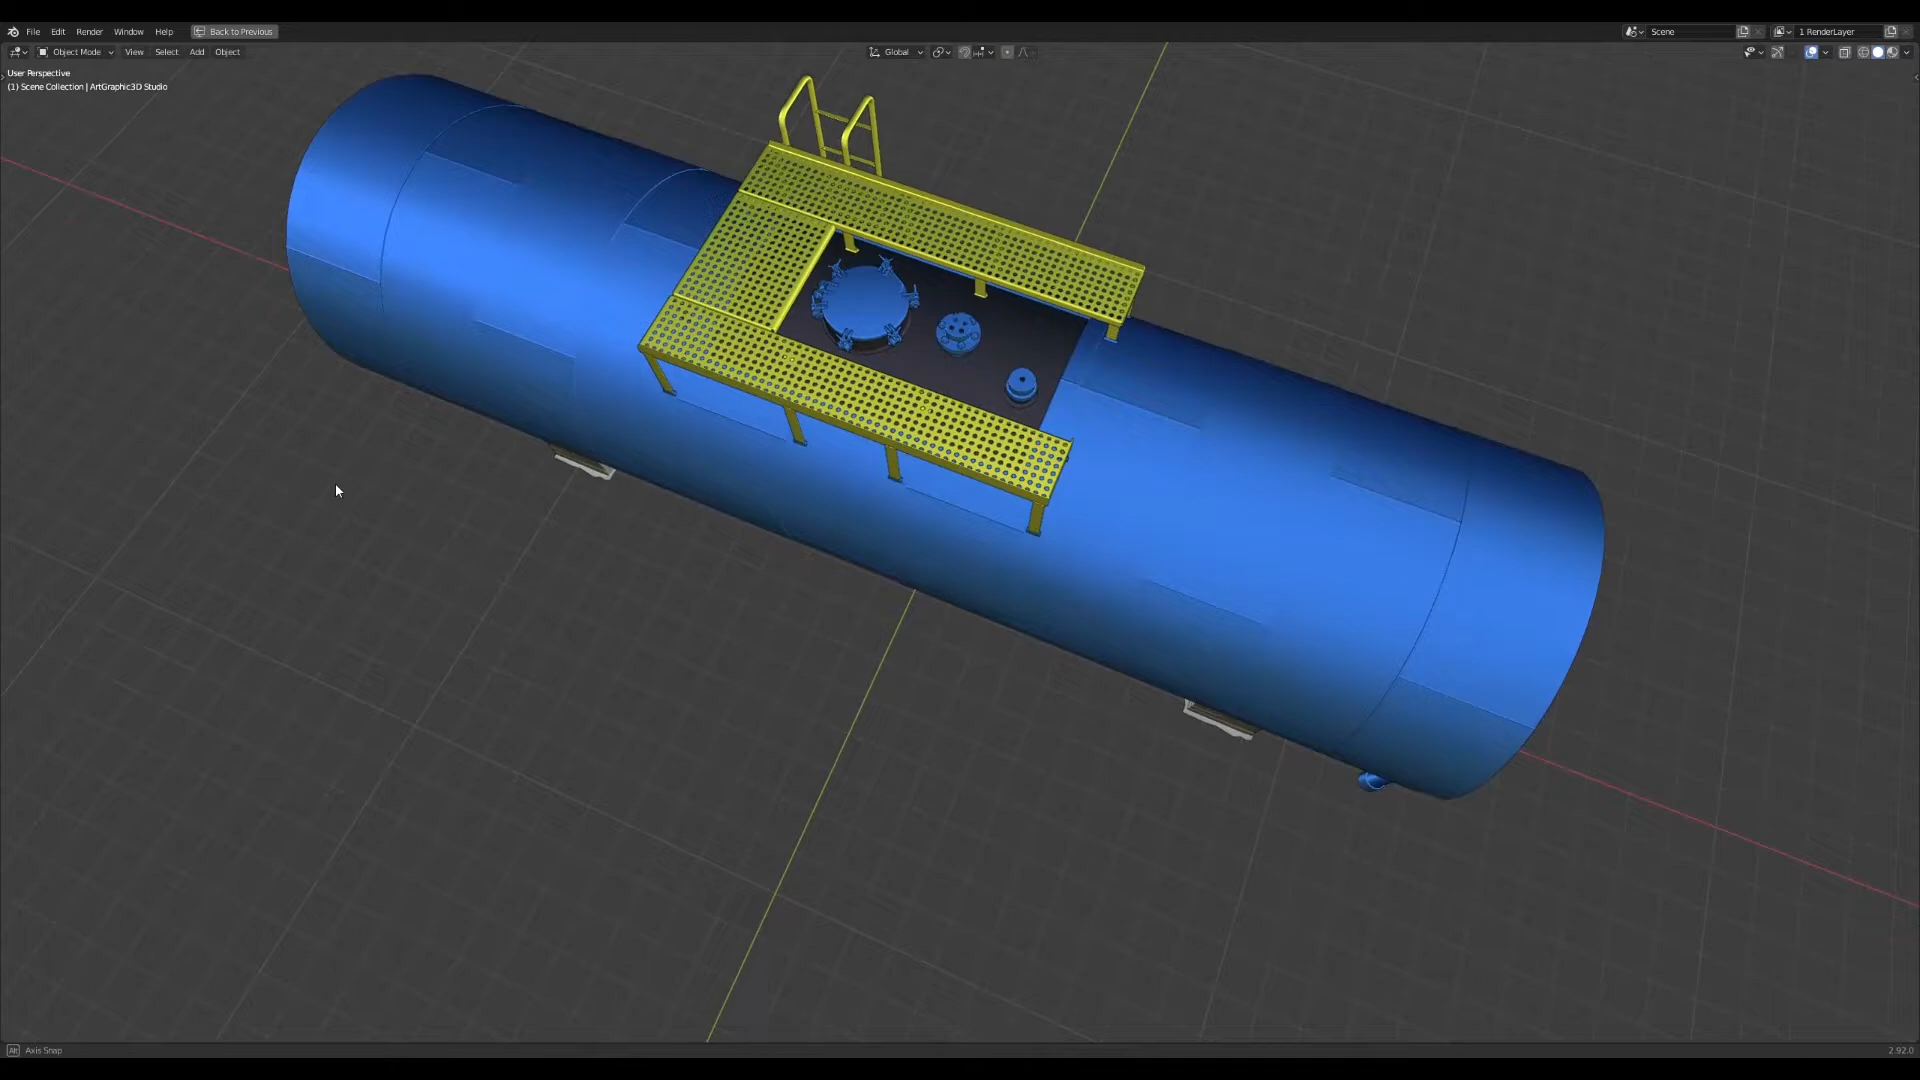 File Edit Render Window Help Back to Previous Scene 1 RenderLayer
Object Mode View Select Add Object Global
User Perspective
(1) Scene Collection | ArtGraphic3D Studio
Alt Axis Snap 2.92.0